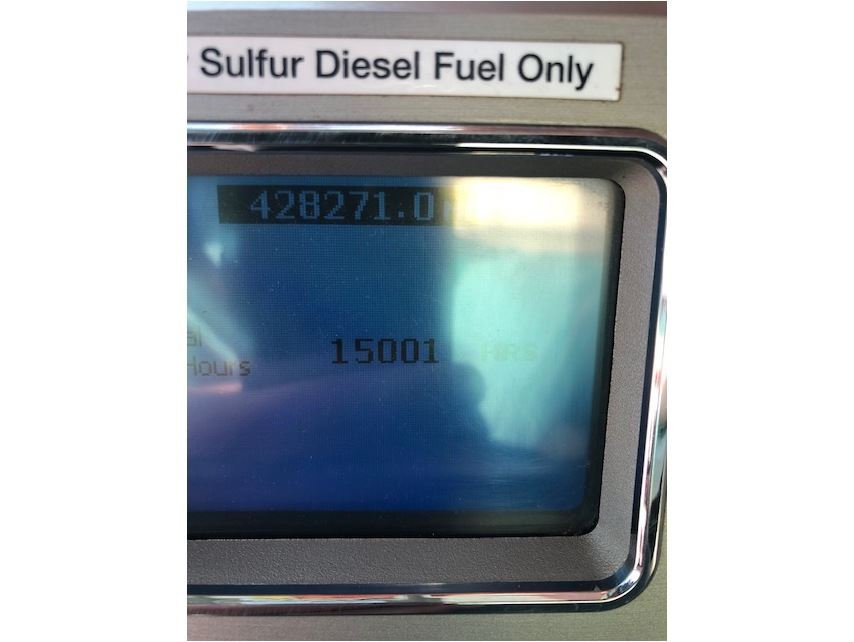 Sulfur Diesel Fuel Only
428271.0
15001 HRS
Hours